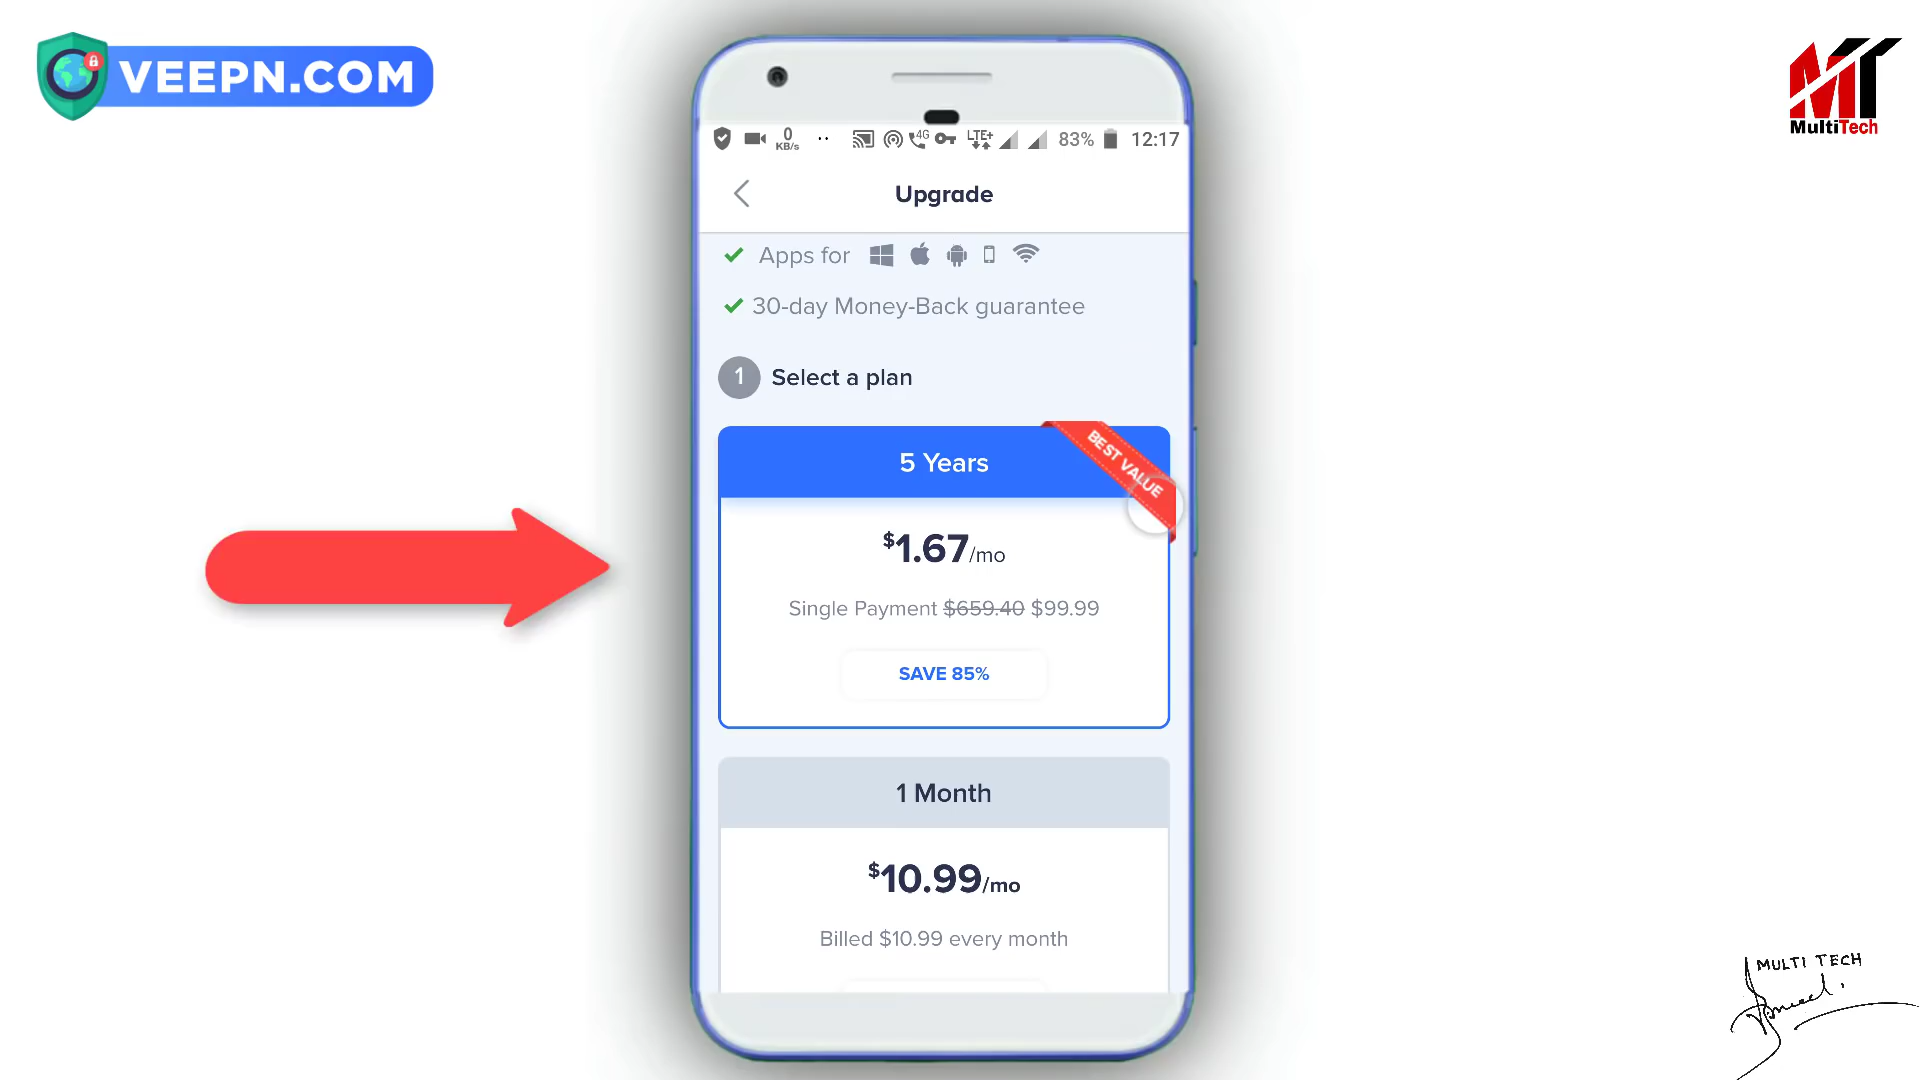 VEEPN.COM
MultiTech
0 KB/s 4G LTE+ 83% 12:17
Upgrade
Apps for
30-day Money-Back guarantee
1 Select a plan
5 Years
BEST VALUE
$1.67/mo
Single Payment $659.40 $99.99
SAVE 85%
1 Month
$10.99/mo
Billed $10.99 every month
MULTI TECH